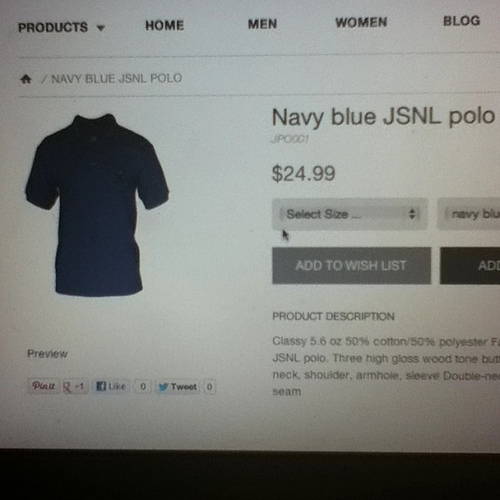 PRODUCTS HOME MEN WOMEN BLOG
/ NAVY BLUE JSNL POLO
Navy blue JSNL polo
JPO001
$24.99
Select Size ... navy blu
ADD TO WISH LIST ADD
PRODUCT DESCRIPTION
Classy 5.6 oz 50% cotton/50% polyester Fa
JSNL polo. Three high gloss wood tone butt
neck, shoulder, armhole, sleeve Double-nee
seam
Preview
Pin it +1 Like 0 Tweet 0